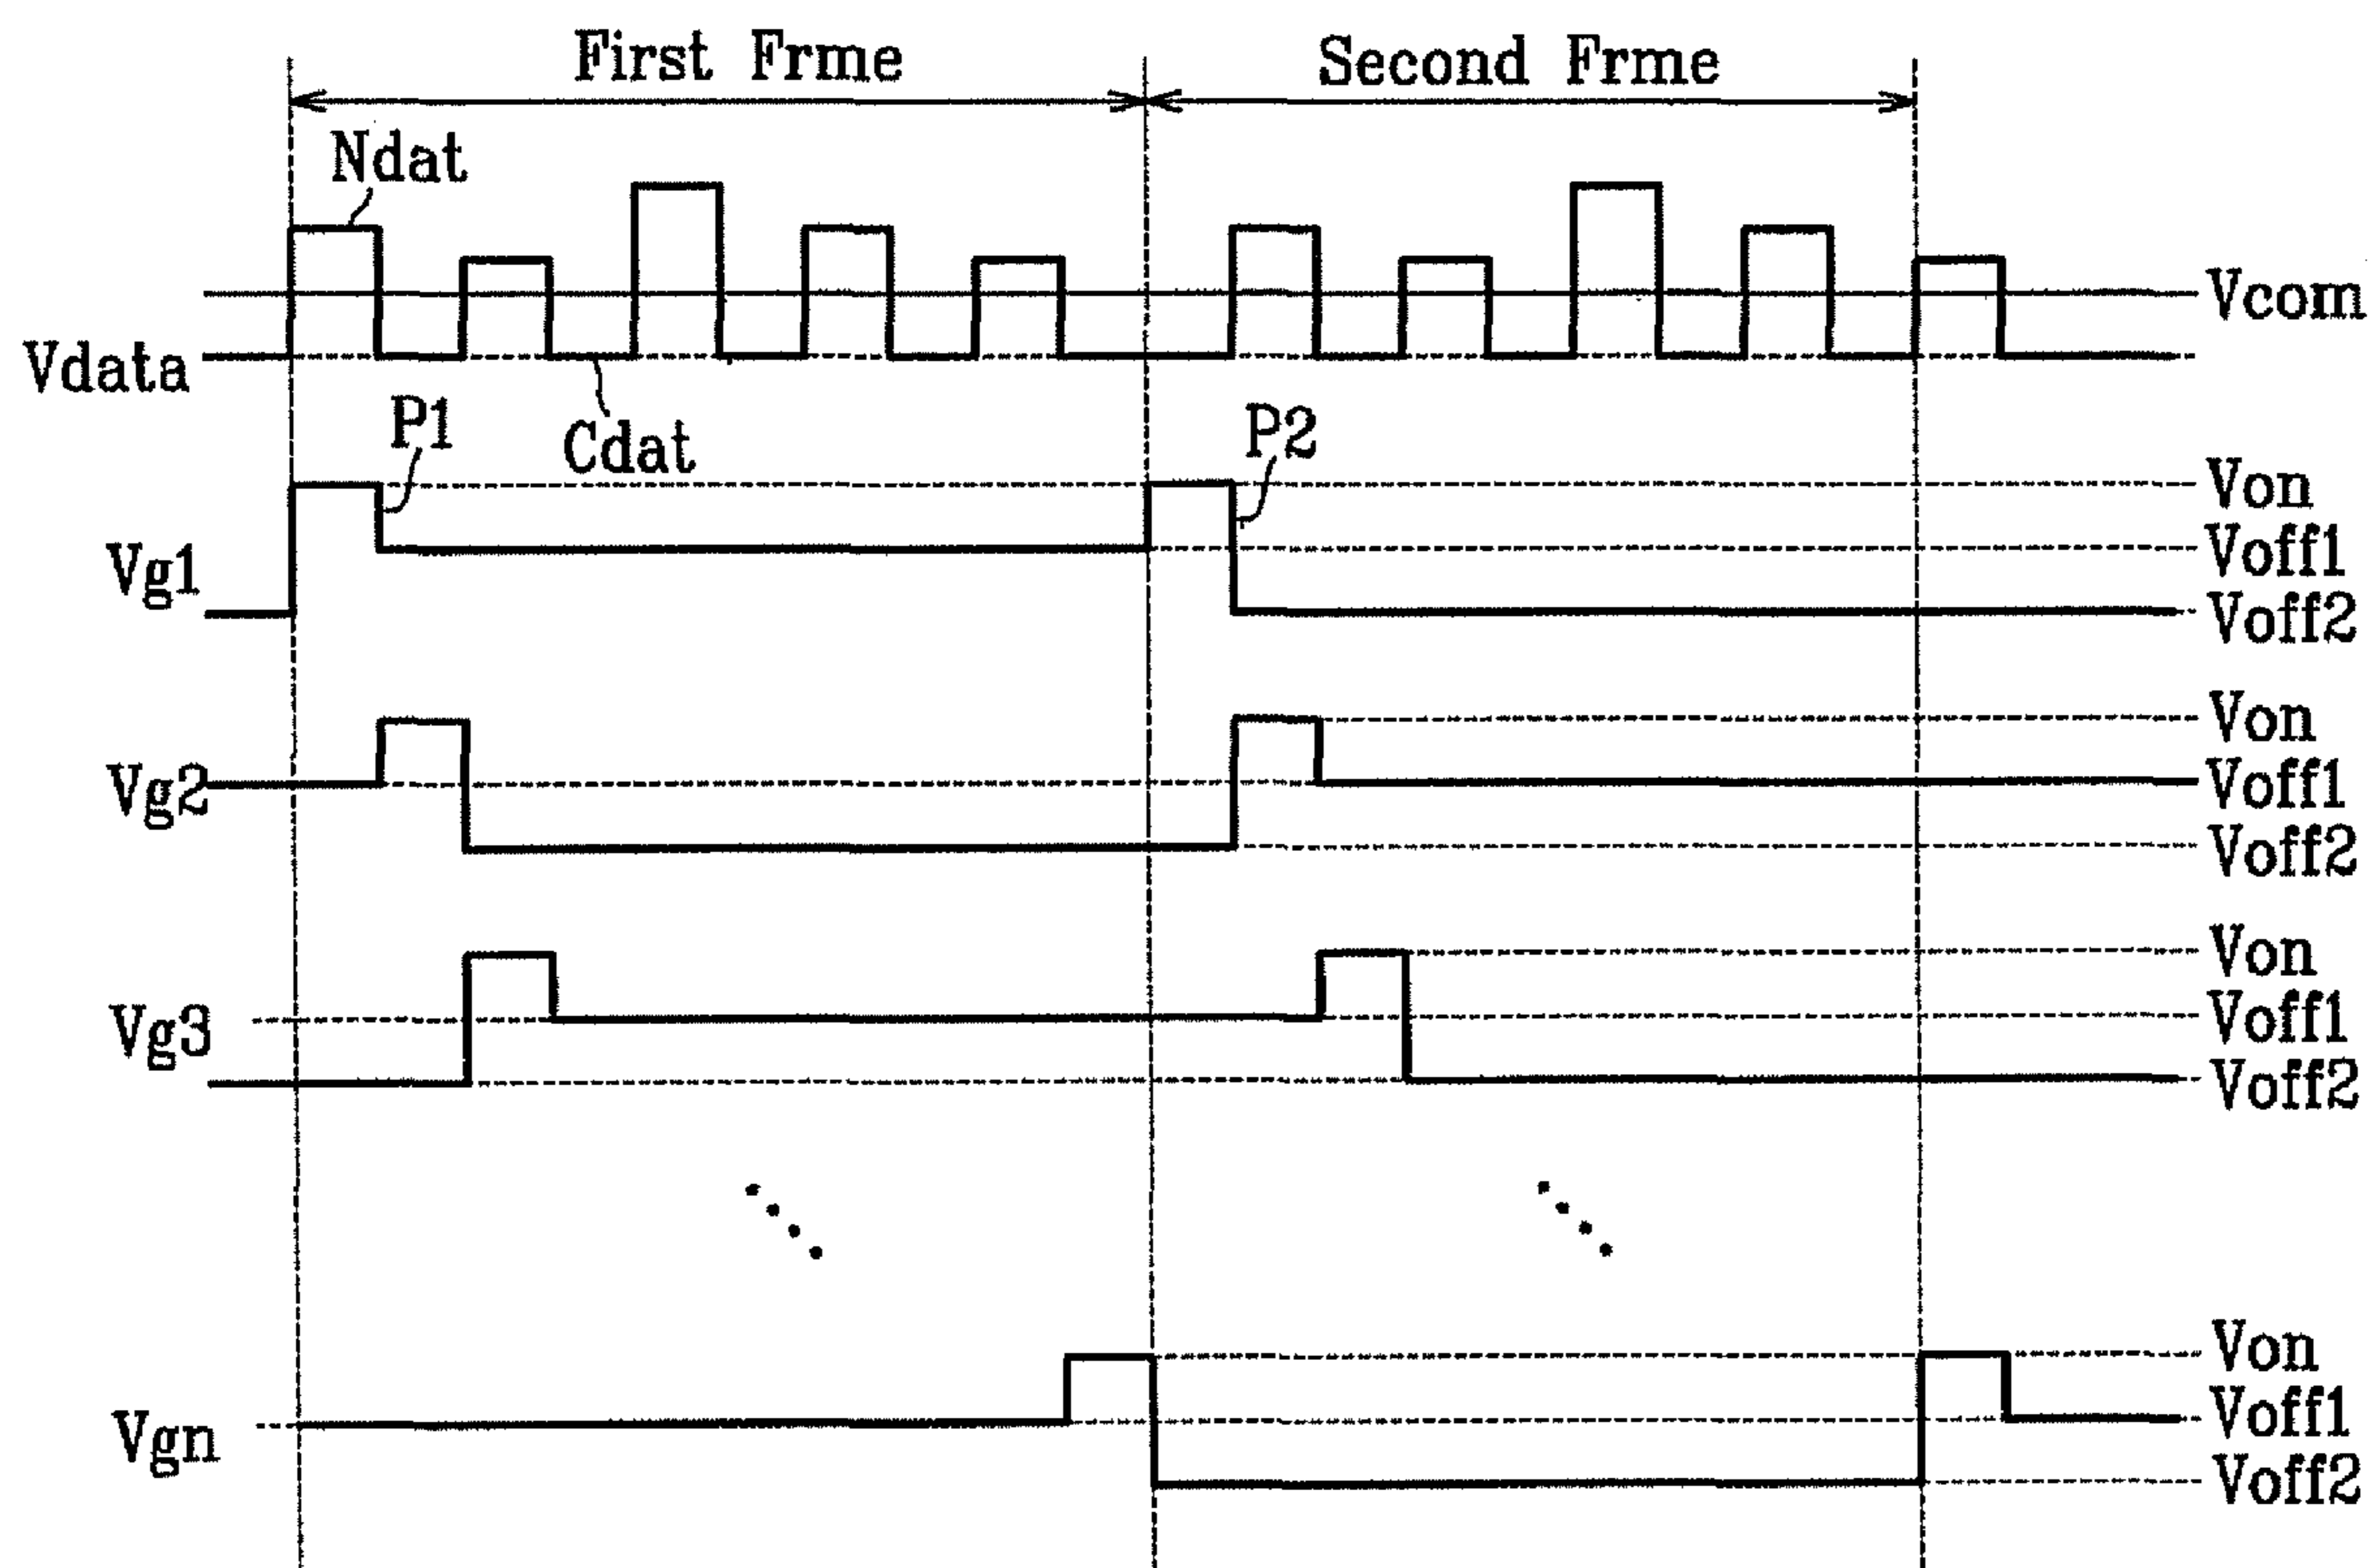 First Frme
Second Frme
Ndat
Vcom
Vdata
Cdat
P1
P2
Von
Vg1
Voff1
Voff2
Von
Vg2
Voff1
Voff2
Von
Vg3
Voff1
Voff2
Von
Vgn
Voff1
Voff2